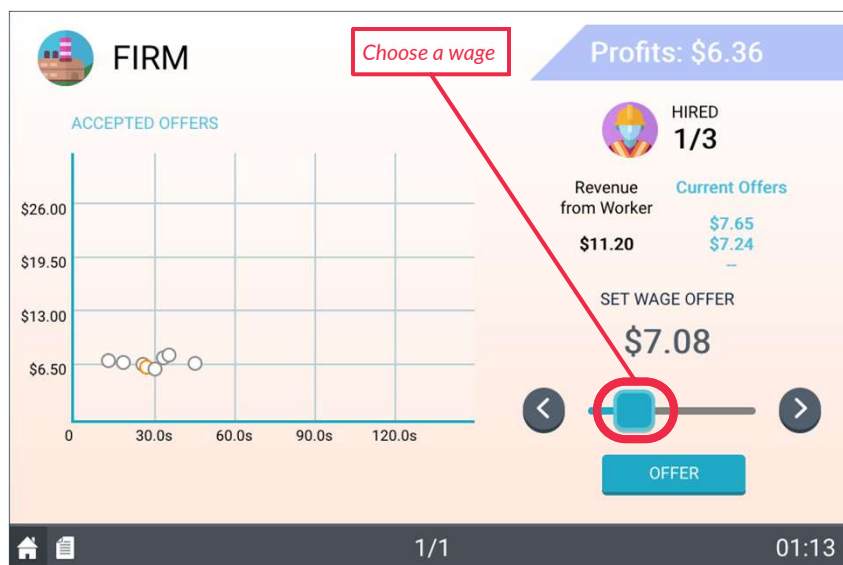 FIRM
Choose a wage
Profits: $6.36
ACCEPTED OFFERS
$26.00
$19.50
$13.00
$6.50
0
30.0s
60.0s
90.0s
120.0s
HIRED
1/3
Revenue
from Worker
$11.20
Current Offers
$7.65
$7.24
--
SET WAGE OFFER
$7.08
OFFER
1/1
01:13